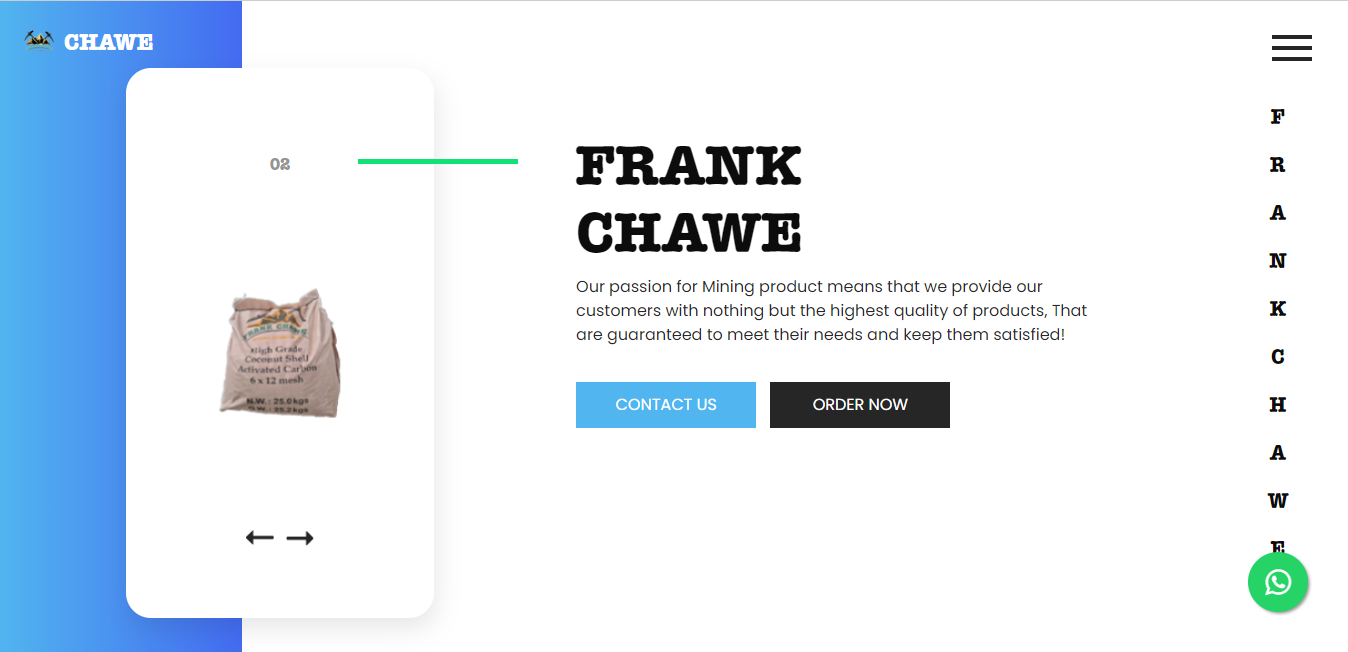 CHAWE
02
FRANK CHAWE
High Grade
Coconut Shell
Activated Carbon
6 x 12 mesh
N.W. : 25.0kgs
G.W. : 25.2kgs
FRANK
CHAWE
Our passion for Mining product means that we provide our
customers with nothing but the highest quality of products, That
are guaranteed to meet their needs and keep them satisfied!
CONTACT US
ORDER NOW
F
R
A
N
K
C
H
A
W
E